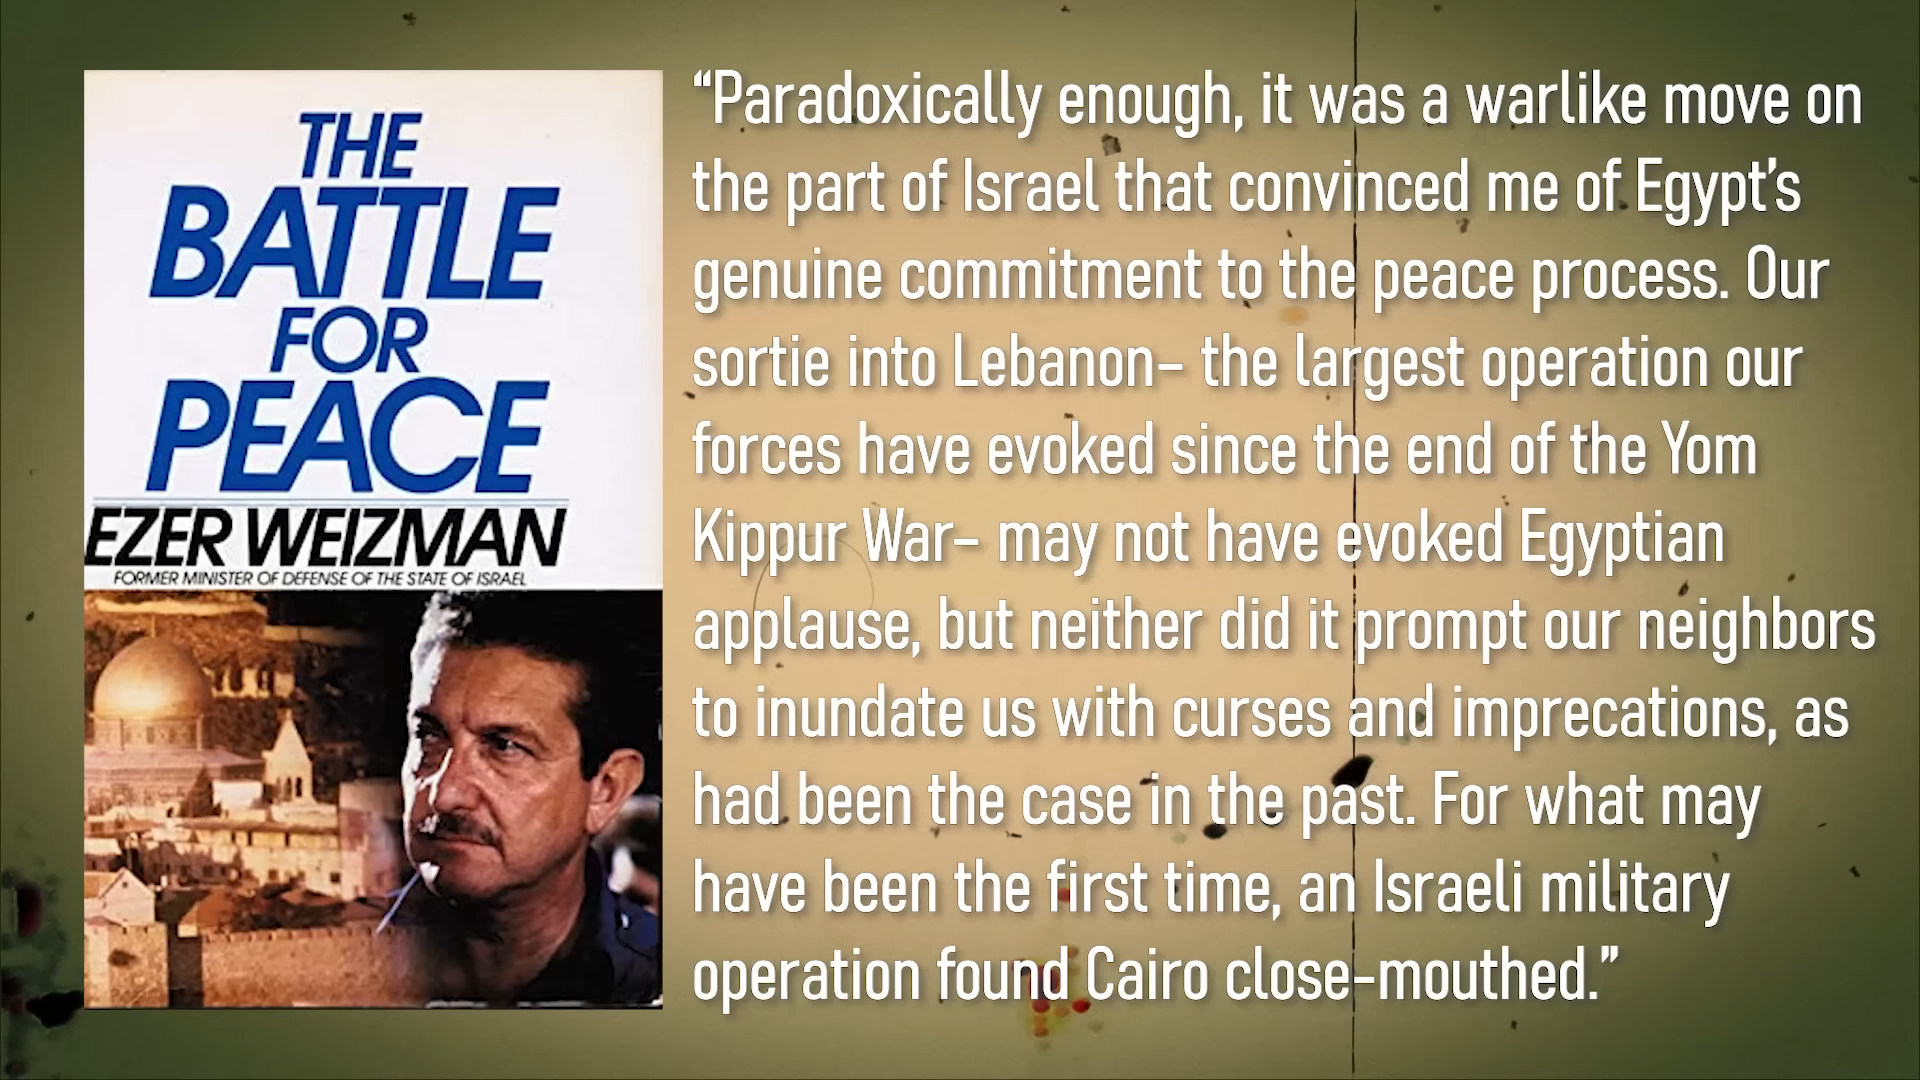 THE
BATTLE
FOR
PEACE
EZER WEIZMAN
FORMER MINISTER OF DEFENSE OF THE STATE OF ISRAEL
“Paradoxically enough, it was a warlike move on
the part of Israel that convinced me of Egypt’s
genuine commitment to the peace process. Our
sortie into Lebanon– the largest operation our
forces have evoked since the end of the Yom
Kippur War– may not have evoked Egyptian
applause, but neither did it prompt our neighbors
to inundate us with curses and imprecations, as
had been the case in the past. For what may
have been the first time, an Israeli military
operation found Cairo close-mouthed.”